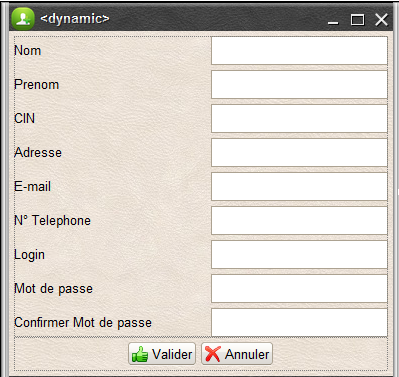 <dynamic>
Nom
Prenom
CIN
Adresse
E-mail
N° Telephone
Login
Mot de passe
Confirmer Mot de passe
Valider Annuler